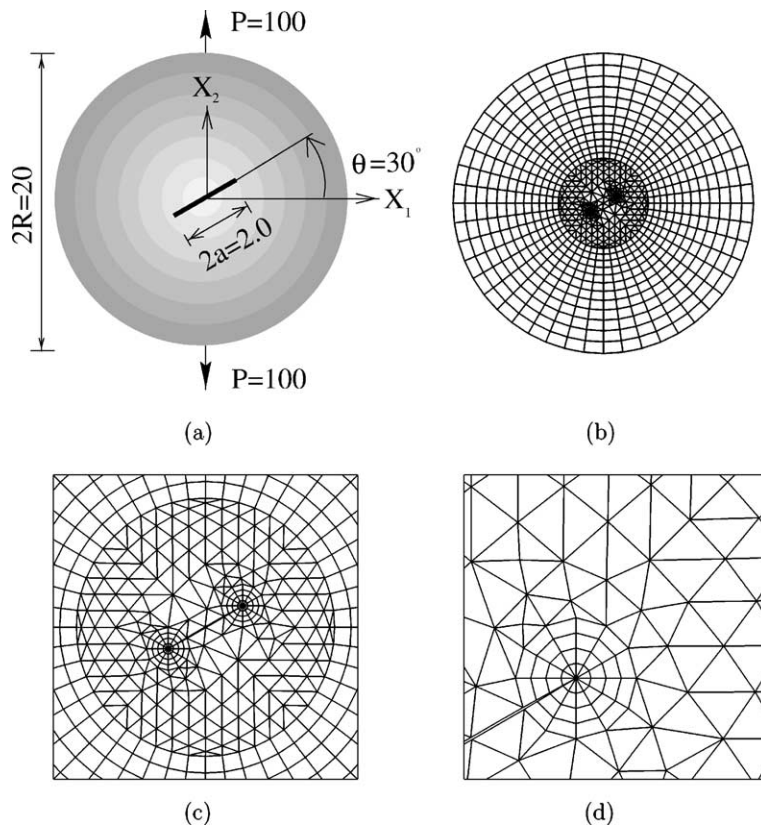 P=100
X₂
2R=20
θ=30°
X₁
2a=2.0
P=100
(a)
(b)
(c)
(d)